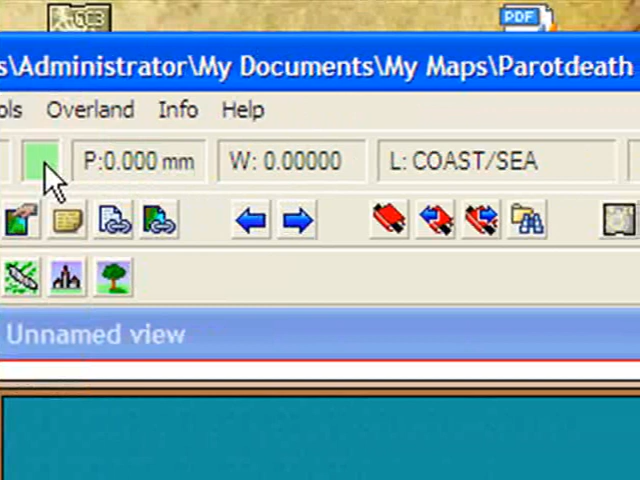 PDF
s\Administrator\My Documents\My Maps\Parotdeath
ols Overland Info Help
P:0.000 mm W: 0.00000 L: COAST/SEA
Unnamed view